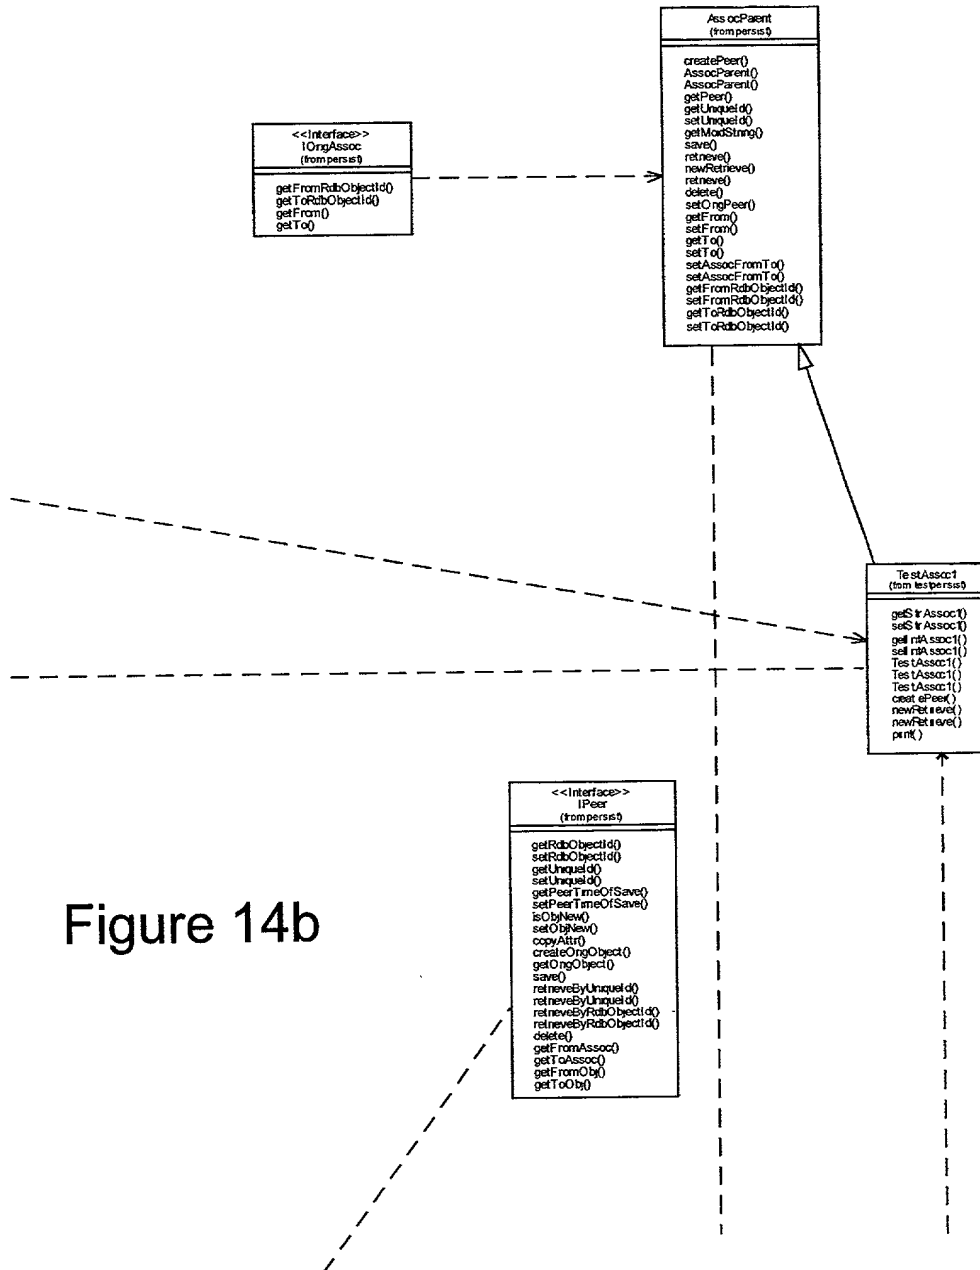 AssocParent
(from persist)
createPeer()
AssocParent()
AssocParent()
getPeer()
getUniqueId()
setUniqueId()
getModString()
save()
retrieve()
newRetrieve()
retrieve()
delete()
setOrigPeer()
getFrom()
setFrom()
getTo()
setTo()
setAssocFromTo()
setAssocFromTo()
getFromRdbObjectId()
setFromRdbObjectId()
getToRdbObjectId()
setToRdbObjectId()
<<Interface>>
IOrigAssoc
(from persist)
getFromRdbObjectId()
getToRdbObjectId()
getFrom()
getTo()
TestAssoc1
(from testpersist)
getStrAssoc1()
setStrAssoc1()
getIntAssoc1()
setIntAssoc1()
TestAssoc1()
TestAssoc1()
TestAssoc1()
createPeer()
newRetrieve()
newRetrieve()
print()
<<Interface>>
IPeer
(from persist)
getRdbObjectId()
setRdbObjectId()
getUniqueId()
setUniqueId()
getPeerTimeOfSave()
setPeerTimeOfSave()
isObjNew()
setObjNew()
copyAttr()
createOrigObject()
getOrigObject()
save()
retrieveByUniqueId()
retrieveByUniqueId()
retrieveByRdbObjectId()
retrieveByRdbObjectId()
delete()
getFromAssoc()
getToAssoc()
getFromObj()
getToObj()
Figure 14b